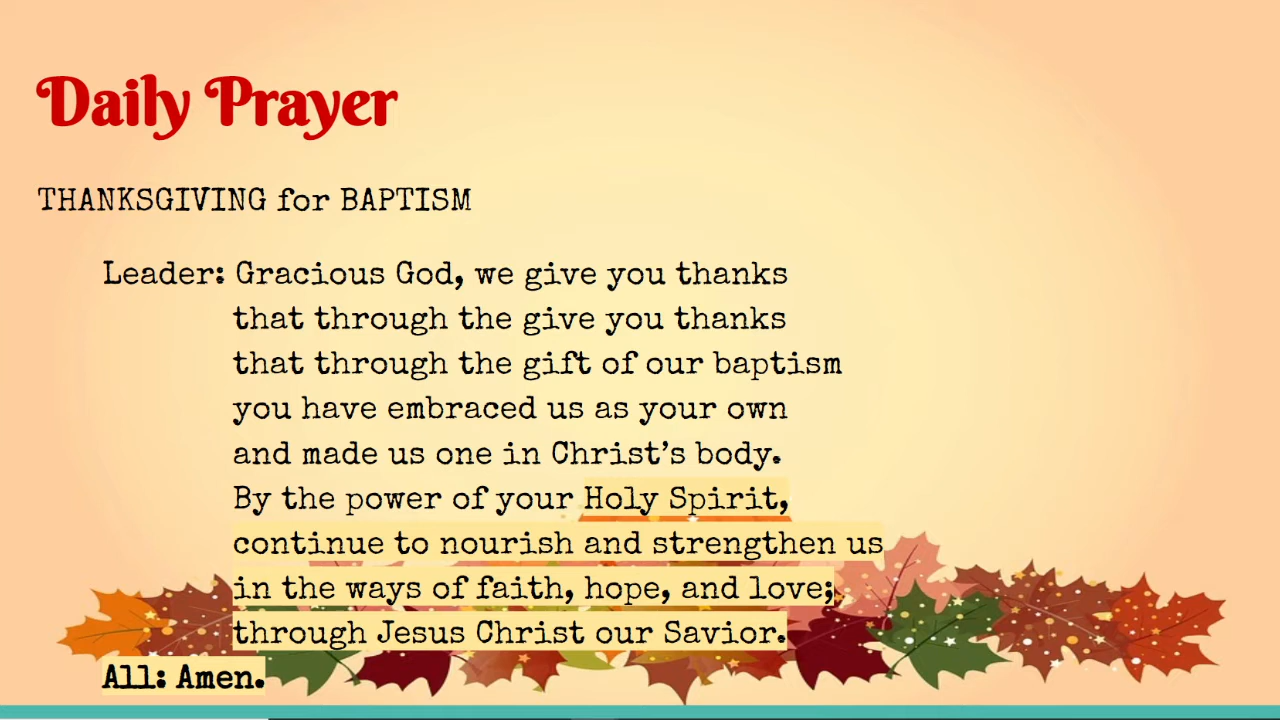 Daily Prayer
THANKSGIVING for BAPTISM
Leader: Gracious God, we give you thanks
that through the give you thanks
that through the gift of our baptism
you have embraced us as your own
and made us one in Christ’s body.
By the power of your Holy Spirit,
continue to nourish and strengthen us
in the ways of faith, hope, and love;
through Jesus Christ our Savior.
All: Amen.